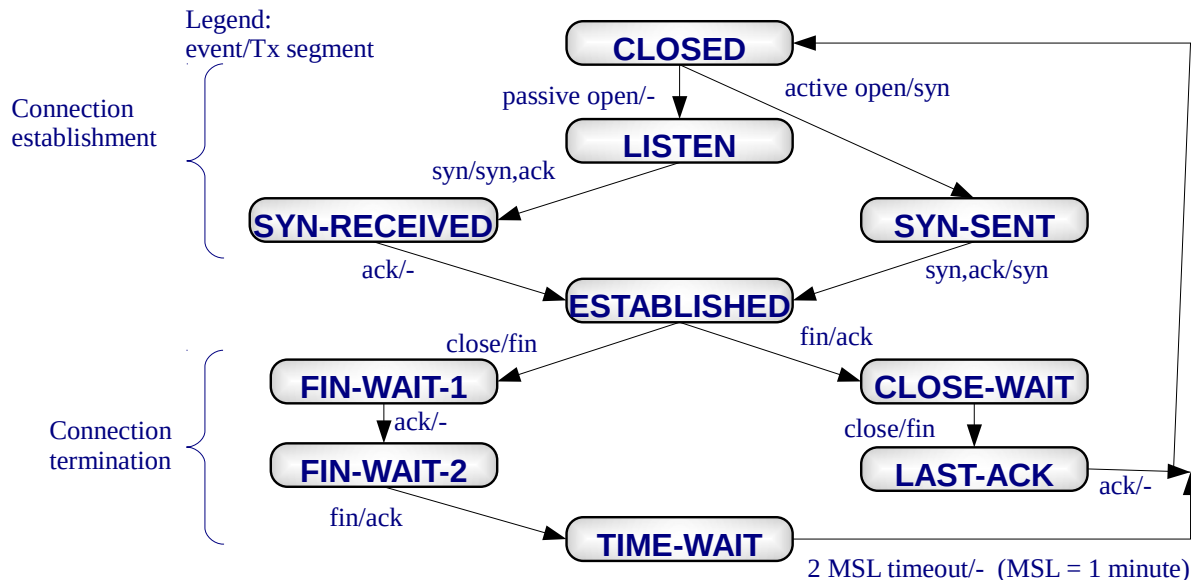 Legend:
event/Tx segment
CLOSED
Connection
establishment
passive open/-
active open/syn
LISTEN
syn/syn,ack
SYN-RECEIVED
SYN-SENT
ack/-
syn,ack/syn
ESTABLISHED
close/fin
fin/ack
FIN-WAIT-1
CLOSE-WAIT
ack/-
close/fin
Connection
termination
FIN-WAIT-2
LAST-ACK
ack/-
fin/ack
TIME-WAIT
2 MSL timeout/- (MSL = 1 minute)